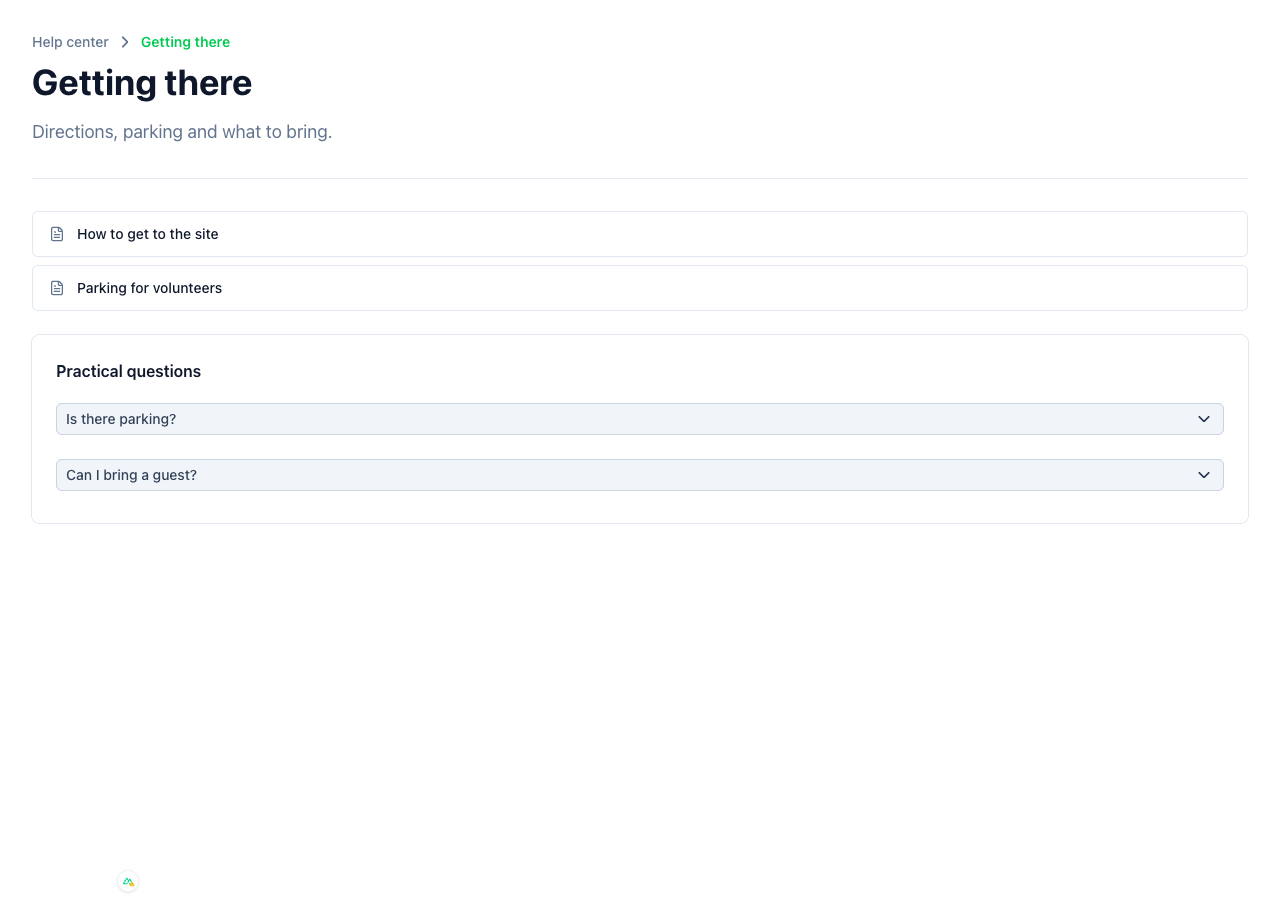 Help center > Getting there
Getting there
Directions, parking and what to bring.
How to get to the site
Parking for volunteers
Practical questions
Is there parking?
Can I bring a guest?